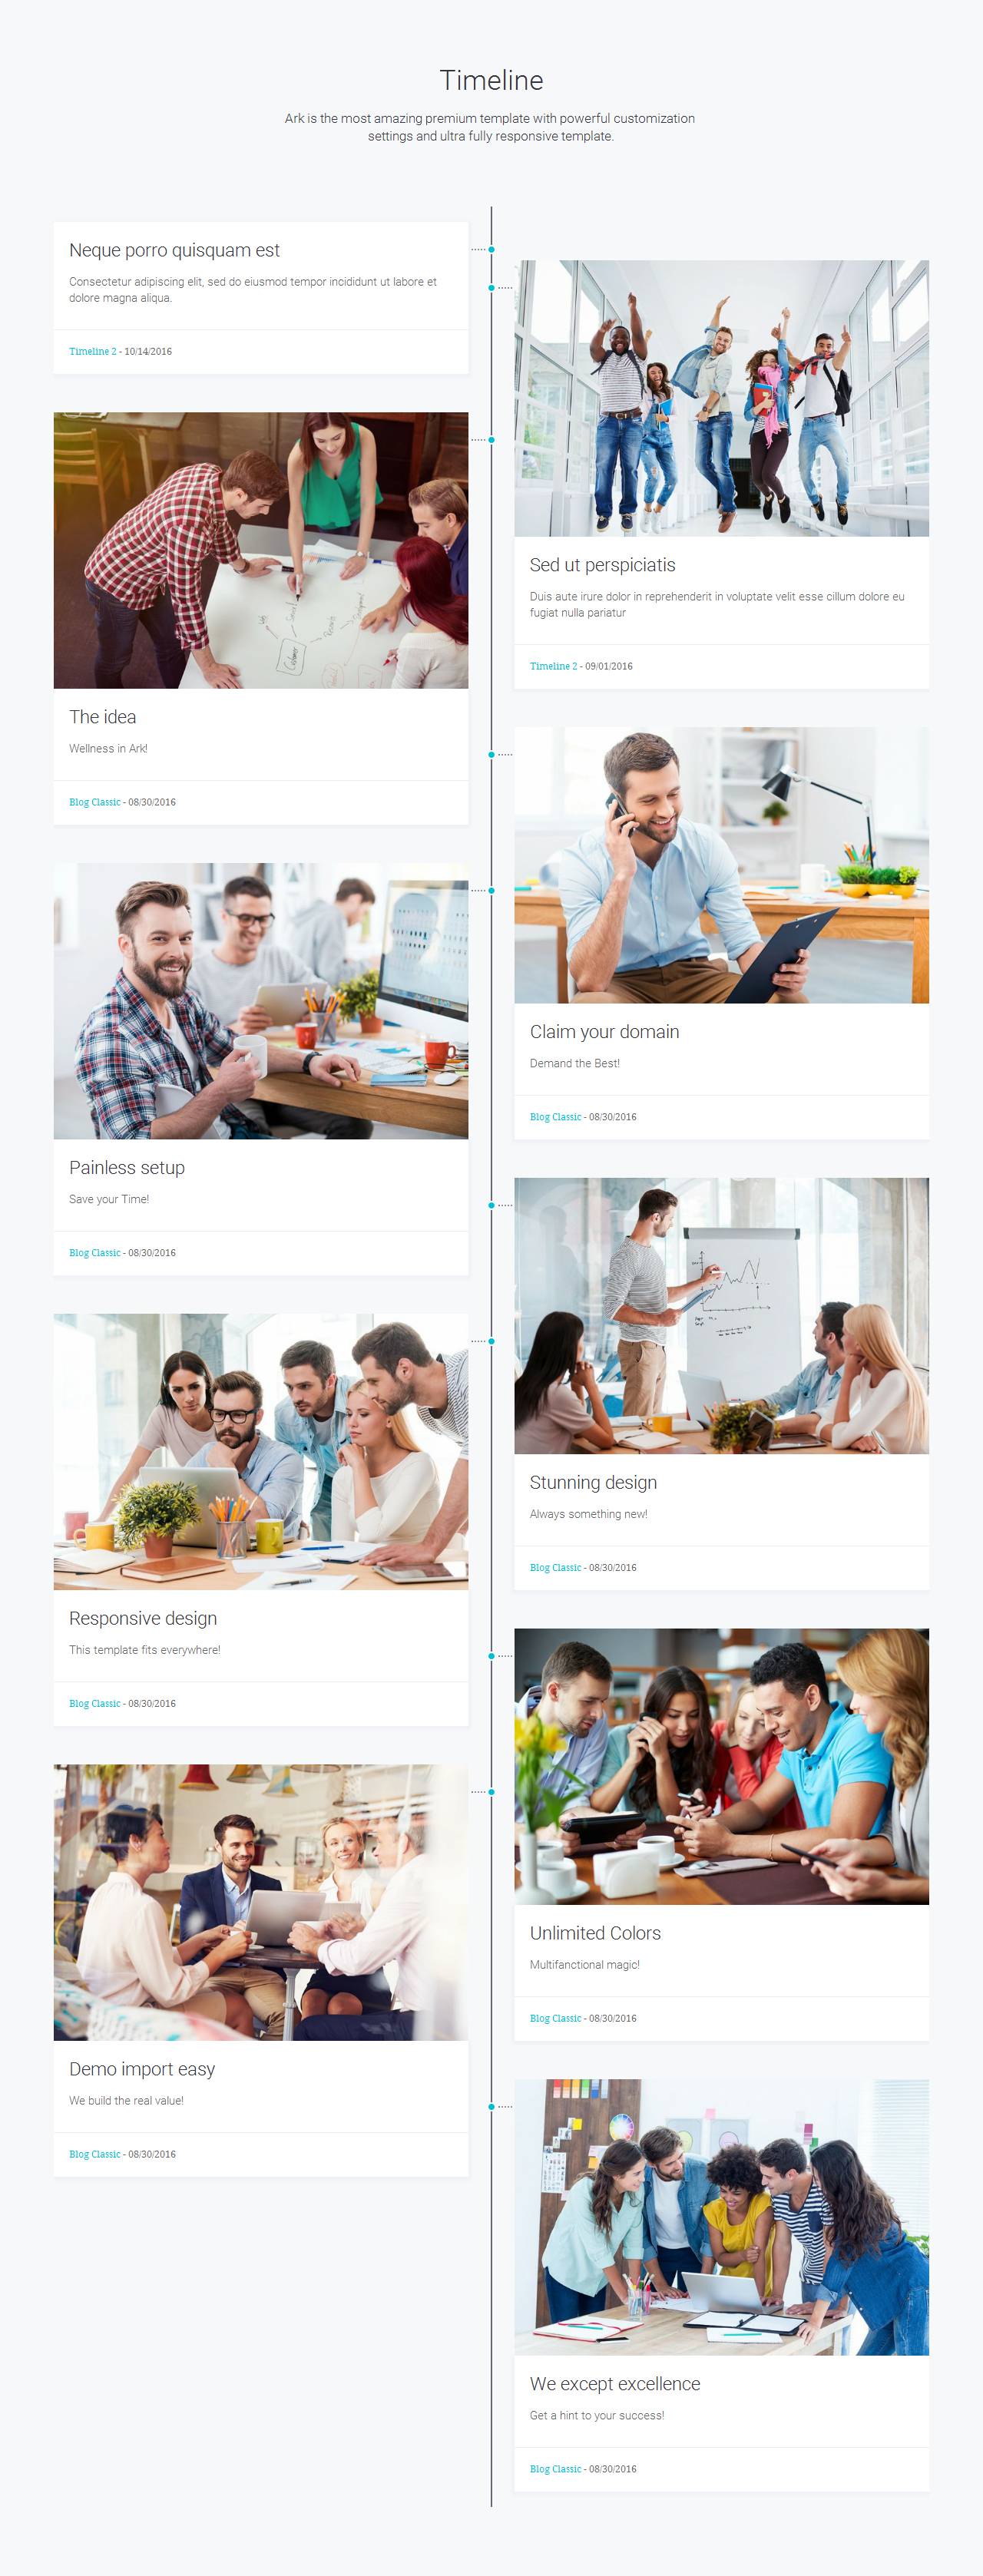 Timeline
Ark is the most amazing premium template with powerful customization
settings and ultra fully responsive template.
Neque porro quisquam est
Consectetur adipiscing elit, sed do eiusmod tempor incididunt ut labore et
dolore magna aliqua.
Timeline 2 - 10/14/2016
Sed ut perspiciatis
Duis aute irure dolor in reprehenderit in voluptate velit esse cillum dolore eu
fugiat nulla pariatur
Timeline 2 - 09/01/2016
Customer
The idea
Wellness in Ark!
Blog Classic - 08/30/2016
Claim your domain
Demand the Best!
Blog Classic - 08/30/2016
Painless setup
Save your Time!
Blog Classic - 08/30/2016
Stunning design
Always something new!
Blog Classic - 08/30/2016
Responsive design
This template fits everywhere!
Blog Classic - 08/30/2016
Unlimited Colors
Multifanctional magic!
Blog Classic - 08/30/2016
Demo import easy
We build the real value!
Blog Classic - 08/30/2016
We except excellence
Get a hint to your success!
Blog Classic - 08/30/2016